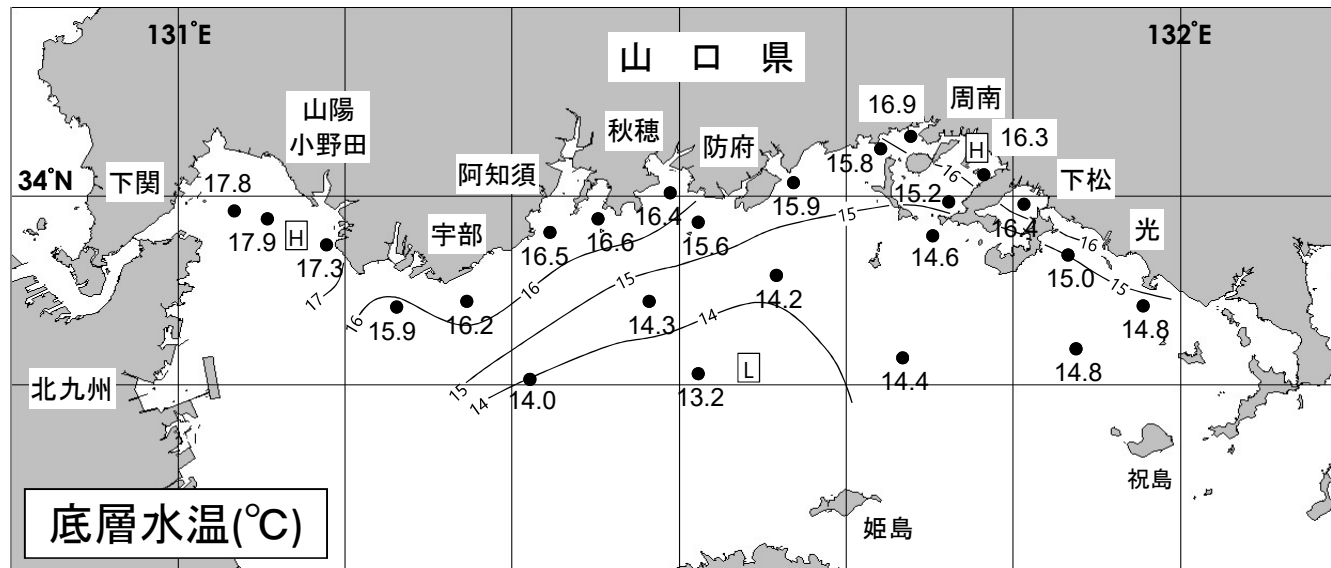 131°E
132°E
山 口 県
16.9
周南
山陽
小野田
秋穂
防府
15.8
H
16.3
34°N
下関
17.8
阿知須
15.2
16
下松
17.9
H
宇部
16.4
15.9
15
16.4
光
17.3
16.5
16.6
15.6
14.6
16
17
16
15
15.0
15
16
15.9
16.2
14.3
14
14.2
14.8
北九州
15
14
14.0
13.2
L
14.4
14.8
祝島
底層水温(℃)
姫島